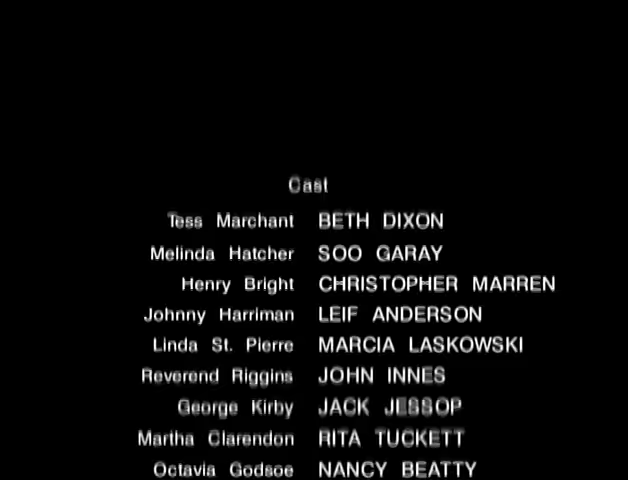 Cast
Tess Marchant BETH DIXON
Melinda Hatcher SOO GARAY
Henry Bright CHRISTOPHER MARREN
Johnny Harriman LEIF ANDERSON
Linda St. Pierre MARCIA LASKOWSKI
Reverend Riggins JOHN INNES
George Kirby JACK JESSOP
Martha Clarendon RITA TUCKETT
Octavia Godsoe NANCY BEATTY